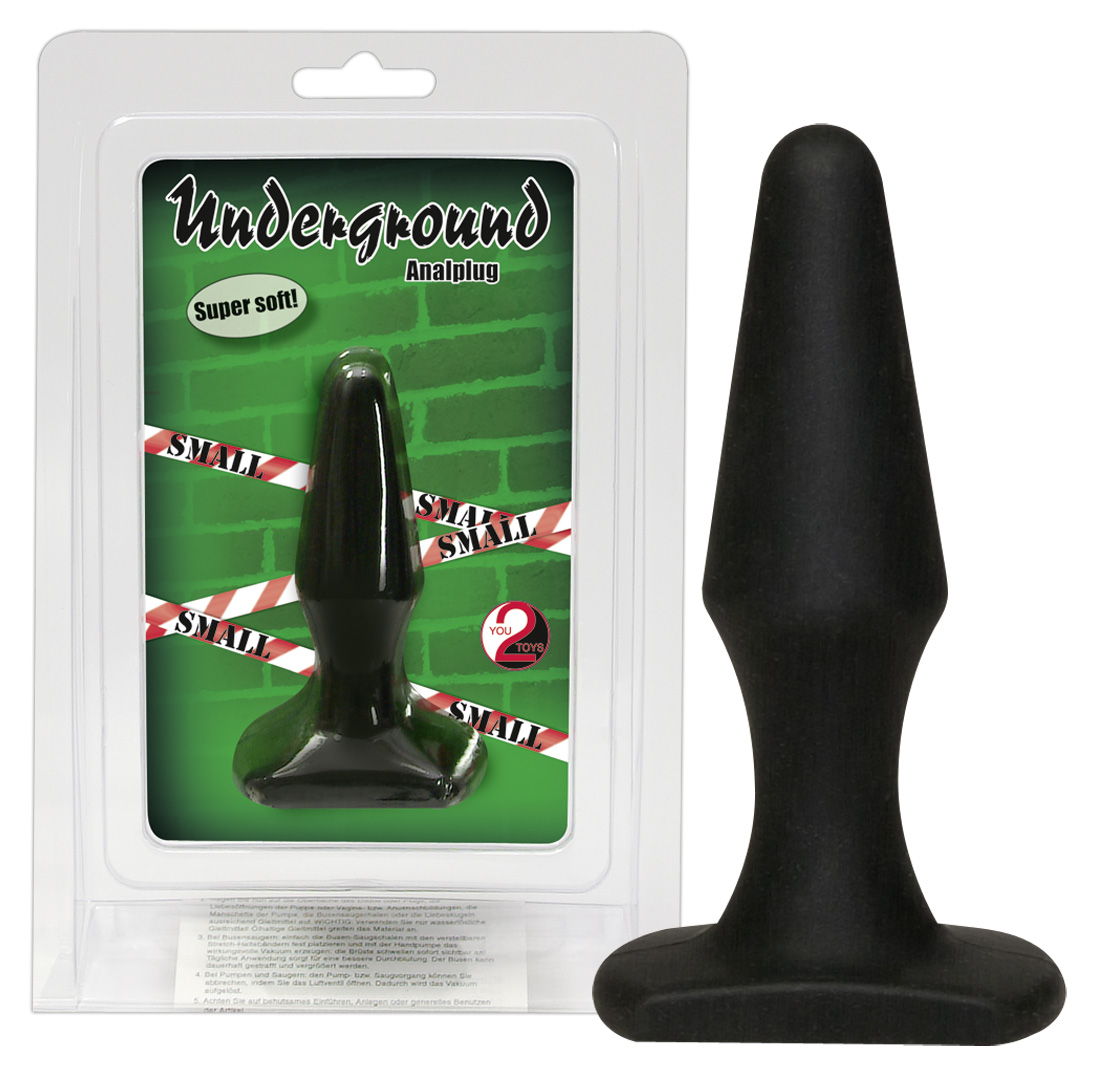 Underground
Analplug
Super soft!
SMALL
SMALL
SMALL
SMALL
SMALL
YOU
2
TOYS
Liebesöffnungen der Puppe oder Vagina- bzw. Anusnachbildungen, die
Manschette der Pumpe, die Busensaugschalen oder die Liebeskugeln
ausreichend Gleitmittel auf. WICHTIG: Verwenden Sie nur wasserlösliche
Gleitmittel! Ölhaltige Gleitmittel greifen das Material an.
3. Bei Busensaugern: einfach die Busen-Saugschalen mit den verstellbaren
Stretch-Haltebändern fest platzieren und mit der Handpumpe das
wirkungsvolle Vakuum erzeugen: die Brüste schwellen sofort sichtbar an!
Tägliche Anwendung sorgt für eine bessere Durchblutung. Der Busen kann
dauerhaft gestrafft und vergrößert werden.
4. Bei Pumpen und Saugern: den Pump- bzw. Saugvorgang können Sie
abbrechen, indem Sie das Luftventil öffnen. Dadurch wird das Vakuum
aufgelöst.
5. Achten Sie auf behutsames Einführen, Anlegen oder generelles Benutzen
der Artikel